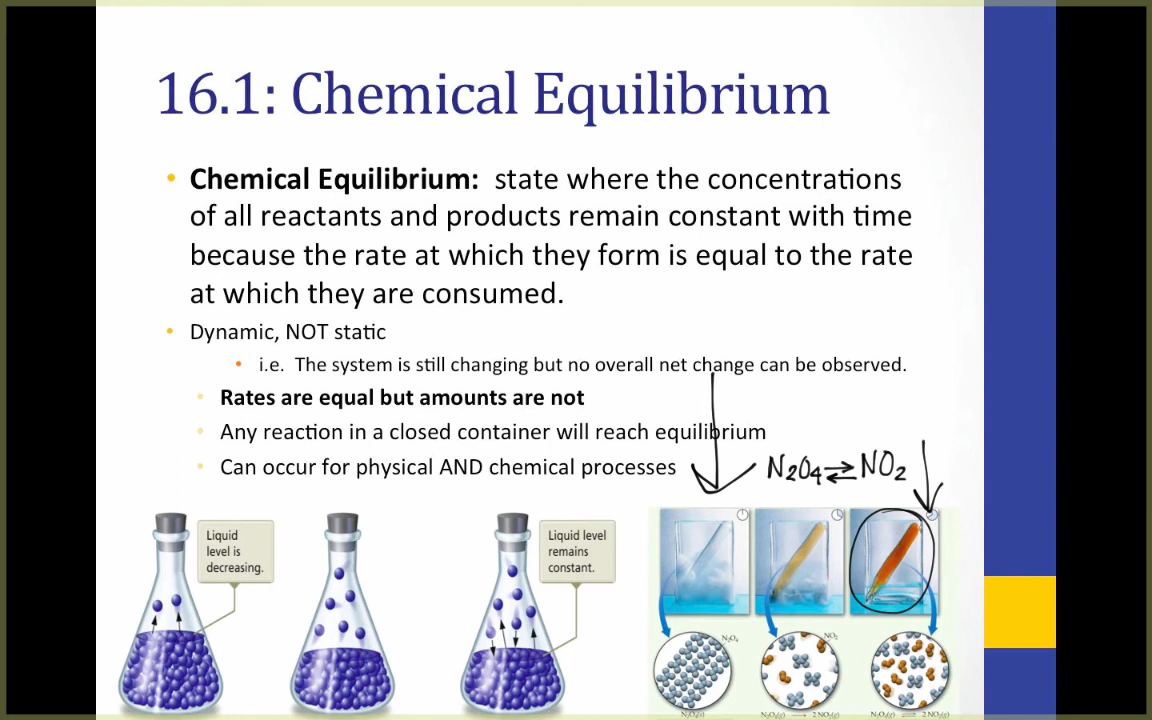 16.1: Chemical Equilibrium
• Chemical Equilibrium: state where the concentrations
of all reactants and products remain constant with time
because the rate at which they form is equal to the rate
at which they are consumed.
• Dynamic, NOT static
• i.e. The system is still changing but no overall net change can be observed.
• Rates are equal but amounts are not
• Any reaction in a closed container will reach equilibrium
• Can occur for physical AND chemical processes
N₂O₄ ⇄ NO₂
Liquid
level is
decreasing.
Liquid level
remains
constant.
N₂O₄
NO₂
N₂O₄(s)
N₂O₄(g) → 2 NO₂(g)
N₂O₄(g) ⇌ 2 NO₂(g)